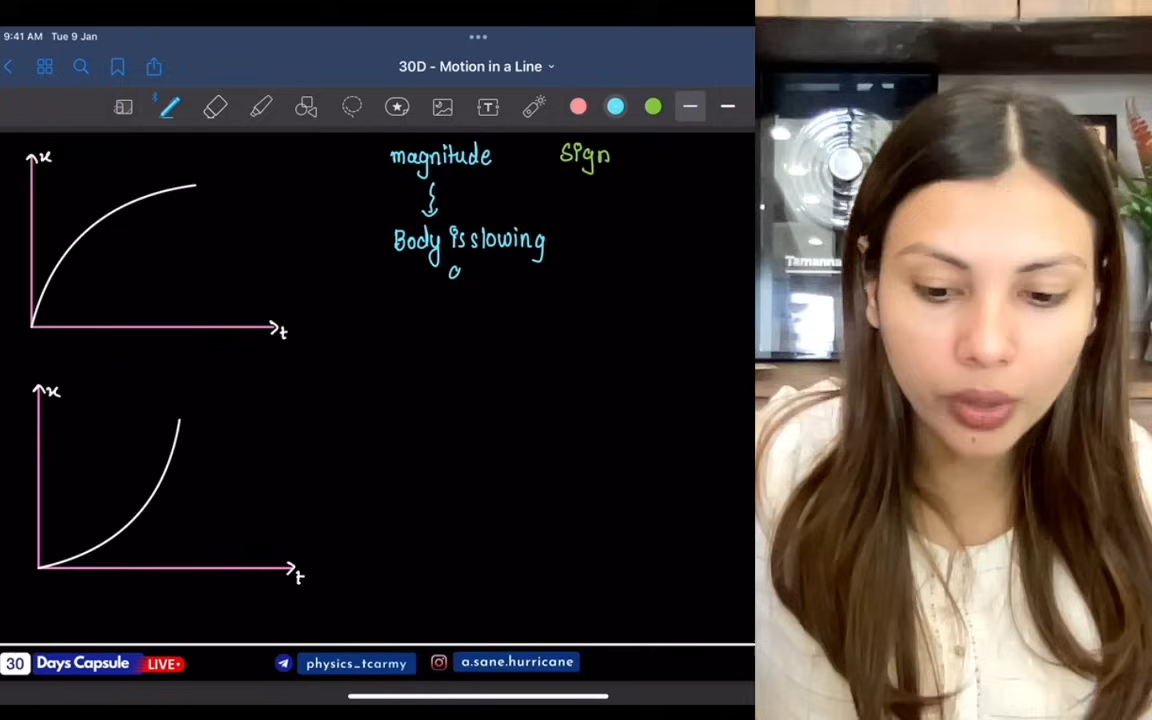 9:41 AM Tue 9 Jan
30D - Motion in a Line
T
x
t
magnitude
Sign
Body is slowing
o
x
t
Tamanna
30 Days Capsule LIVE
physics_tcarmy
a.sane.hurricane